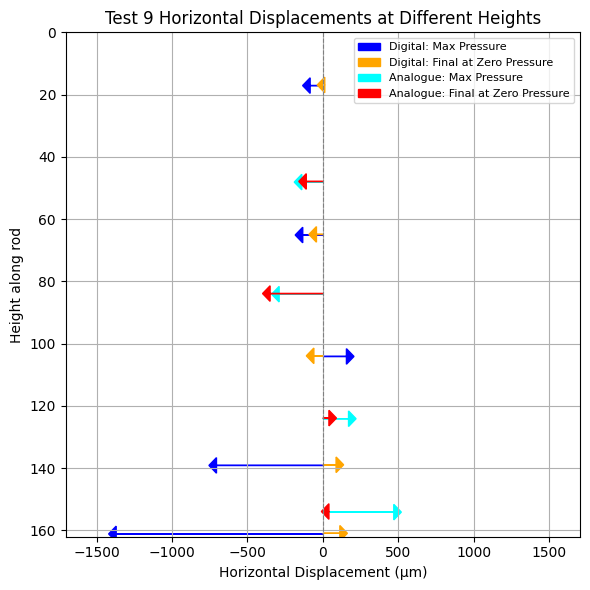 Test 9 Horizontal Displacements at Different Heights
Digital: Max Pressure
Digital: Final at Zero Pressure
Analogue: Max Pressure
Analogue: Final at Zero Pressure
Height along rod
0
20
40
60
80
100
120
140
160
−1500 −1000 −500 0 500 1000 1500
Horizontal Displacement (μm)